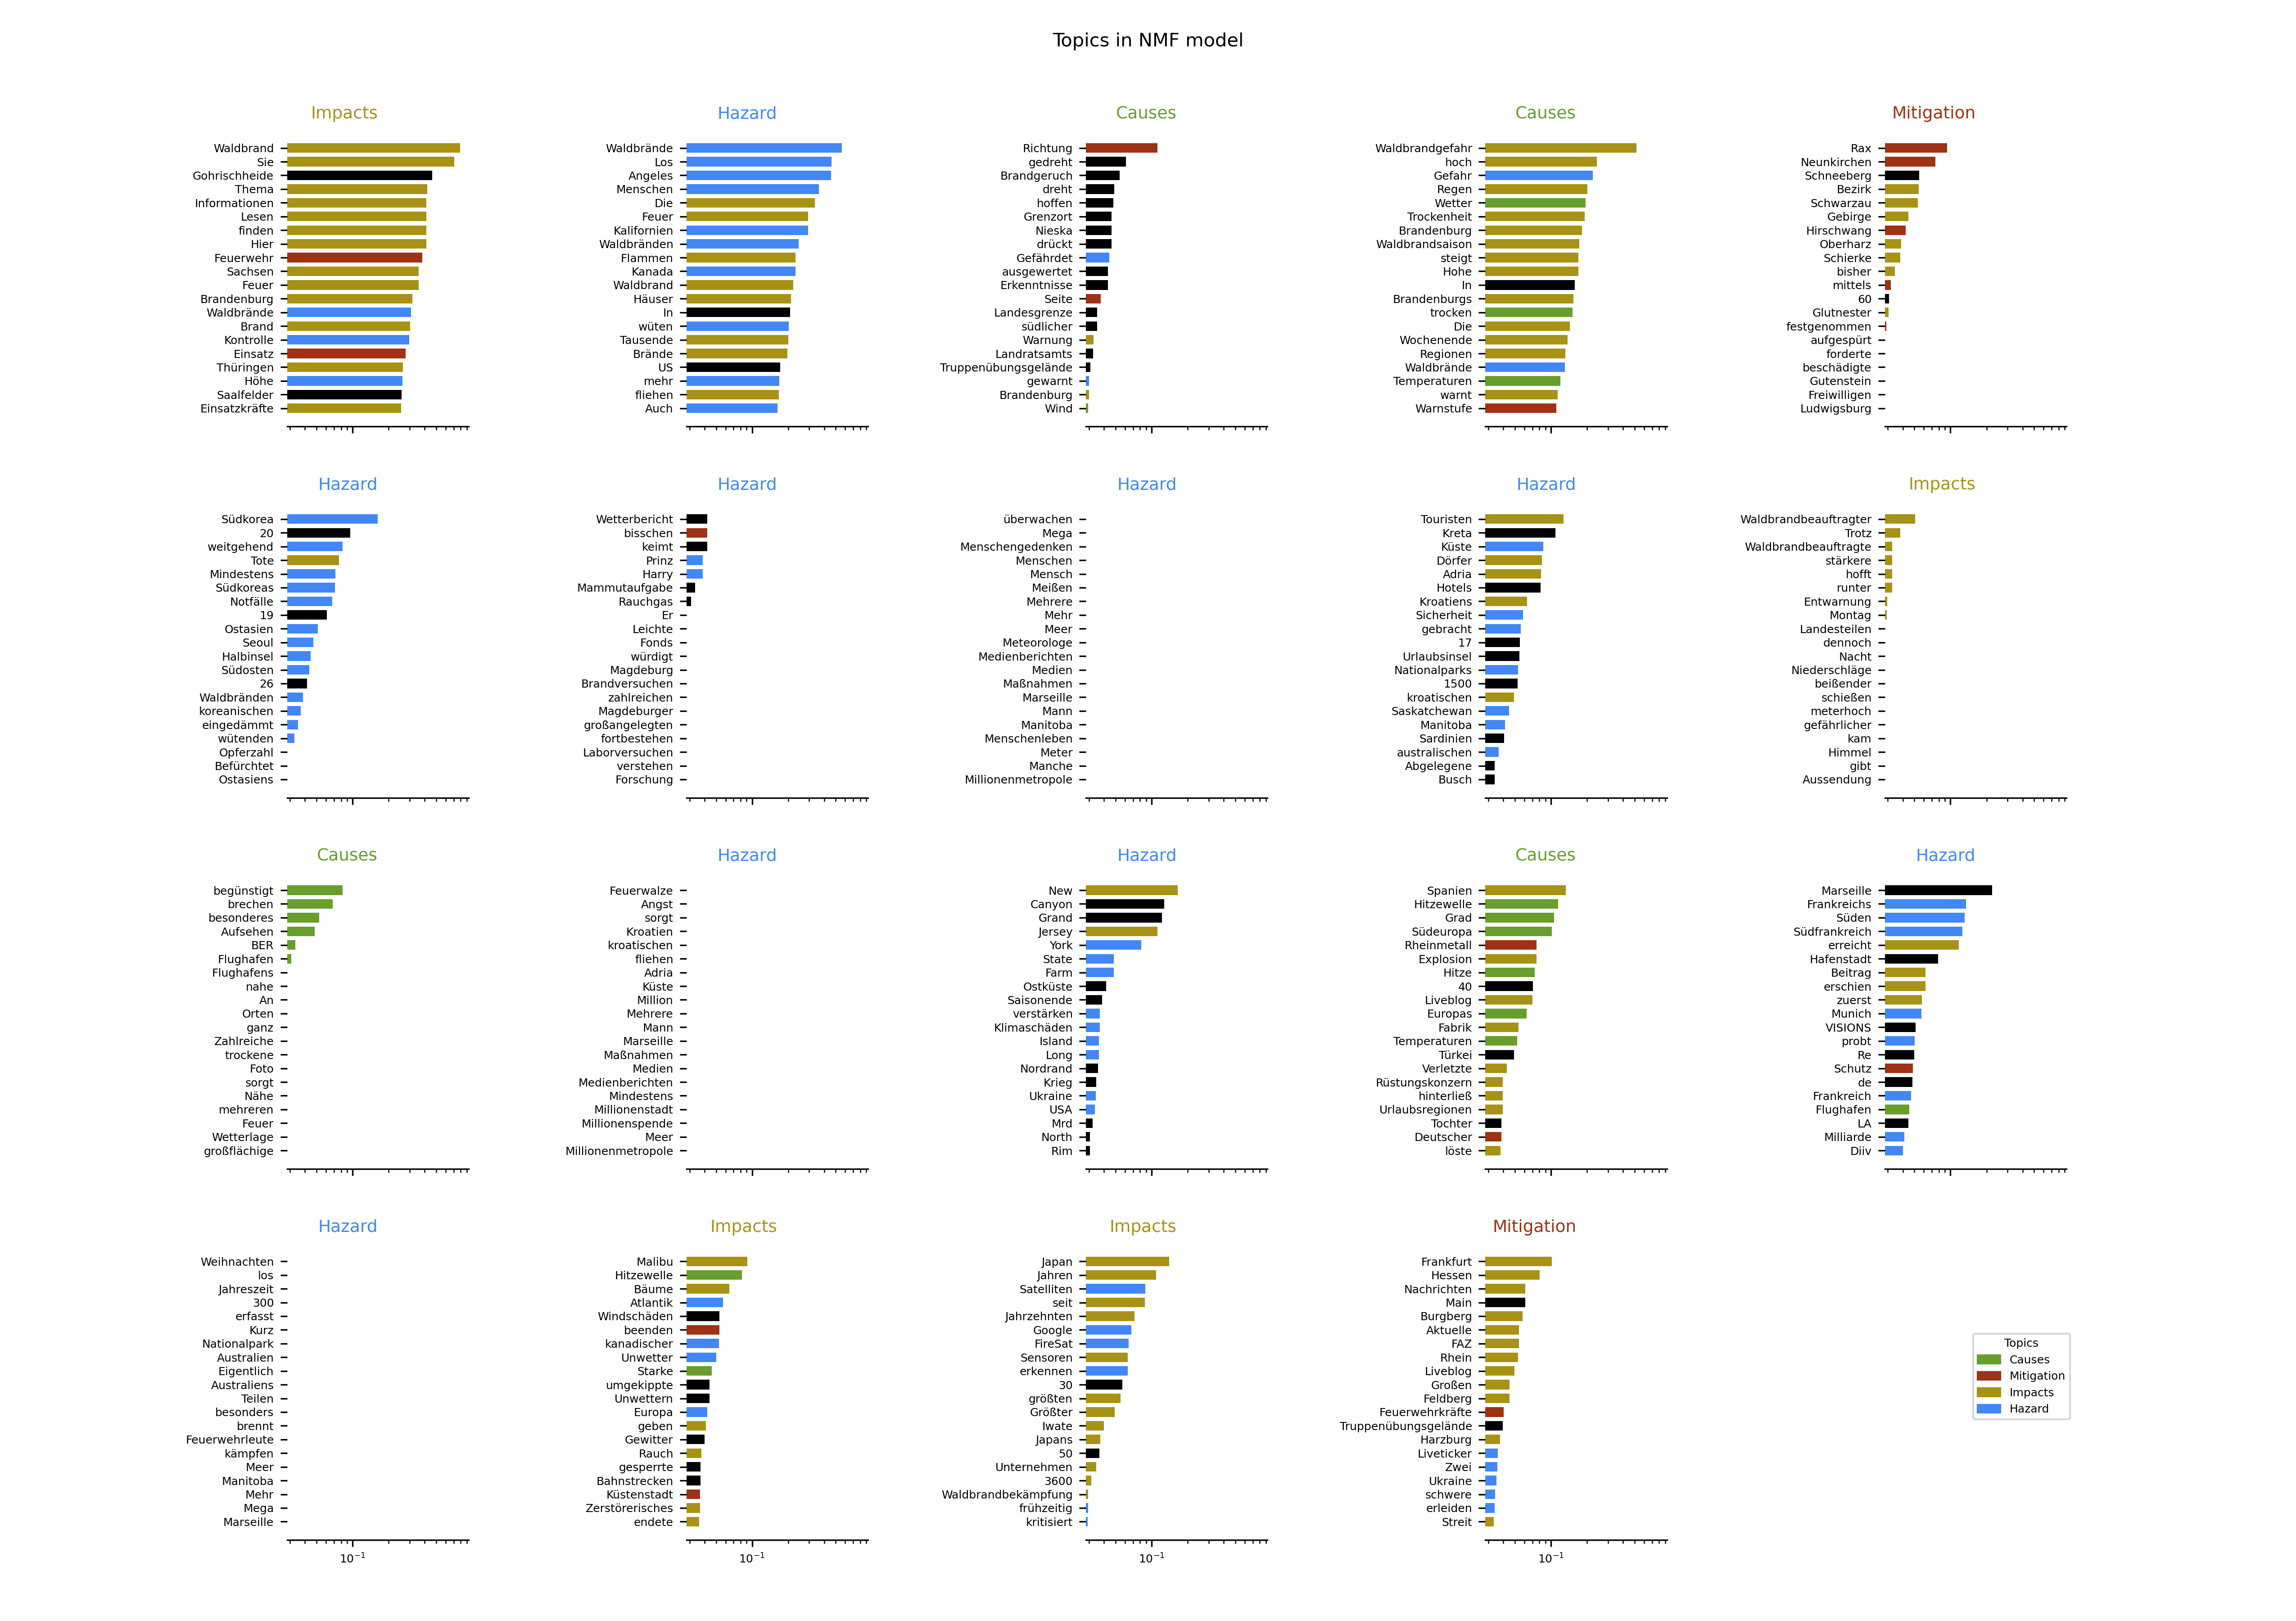 Topics in NMF model
Impacts
Waldbrand
Sie
Gohrischheide
Thema
Informationen
Lesen
finden
Hier
Feuerwehr
Sachsen
Feuer
Brandenburg
Waldbrände
Brand
Kontrolle
Einsatz
Thüringen
Höhe
Saalfelder
Einsatzkräfte
Hazard
Waldbrände
Los
Angeles
Menschen
Die
Feuer
Kalifornien
Waldbränden
Flammen
Kanada
Waldbrand
Häuser
In
wüten
Tausende
Brände
US
mehr
fliehen
Auch
Causes
Richtung
gedreht
Brandgeruch
dreht
hoffen
Grenzort
Nieska
drückt
Gefährdet
ausgewertet
Erkenntnisse
Seite
Landesgrenze
südlicher
Warnung
Landratsamts
Truppenübungsgelände
gewarnt
Brandenburg
Wind
Causes
Waldbrandgefahr
hoch
Gefahr
Regen
Wetter
Trockenheit
Brandenburg
Waldbrandsaison
steigt
Hohe
In
Brandenburgs
trocken
Die
Wochenende
Regionen
Waldbrände
Temperaturen
warnt
Warnstufe
Mitigation
Rax
Neunkirchen
Schneeberg
Bezirk
Schwarzau
Gebirge
Hirschwang
Oberharz
Schierke
bisher
mittels
60
Glutnester
festgenommen
aufgespürt
forderte
beschädigte
Gutenstein
Freiwilligen
Ludwigsburg
Hazard
Südkorea
20
weitgehend
Tote
Mindestens
Südkoreas
Notfälle
19
Ostasien
Seoul
Halbinsel
Südosten
26
Waldbränden
koreanischen
eingedämmt
wütenden
Opferzahl
Befürchtet
Ostasiens
Hazard
Wetterbericht
bisschen
keimt
Prinz
Harry
Mammutaufgabe
Rauchgas
Er
Leichte
Fonds
würdigt
Magdeburg
Brandversuchen
zahlreichen
Magdeburger
großangelegten
fortbestehen
Laborversuchen
verstehen
Forschung
Hazard
überwachen
Mega
Menschengedenken
Menschen
Mensch
Meißen
Mehrere
Mehr
Meer
Meteorologe
Medienberichten
Medien
Maßnahmen
Marseille
Mann
Manitoba
Menschenleben
Meter
Manche
Millionenmetropole
Hazard
Touristen
Kreta
Küste
Dörfer
Adria
Hotels
Kroatiens
Sicherheit
gebracht
17
Urlaubsinsel
Nationalparks
1500
kroatischen
Saskatchewan
Manitoba
Sardinien
australischen
Abgelegene
Busch
Impacts
Waldbrandbeauftragter
Trotz
Waldbrandbeauftragte
stärkere
hofft
runter
Entwarnung
Montag
Landesteilen
dennoch
Nacht
Niederschläge
beißender
schießen
meterhoch
gefährlicher
kam
Himmel
gibt
Aussendung
Causes
begünstigt
brechen
besonderes
Aufsehen
BER
Flughafen
Flughafens
nahe
An
Orten
ganz
Zahlreiche
trockene
Foto
sorgt
Nähe
mehreren
Feuer
Wetterlage
großflächige
Hazard
Feuerwalze
Angst
sorgt
Kroatien
kroatischen
fliehen
Adria
Küste
Million
Mehrere
Mann
Marseille
Maßnahmen
Medien
Medienberichten
Mindestens
Millionenstadt
Millionenspende
Meer
Millionenmetropole
Hazard
New
Canyon
Grand
Jersey
York
State
Farm
Ostküste
Saisonende
verstärken
Klimaschäden
Island
Long
Nordrand
Krieg
Ukraine
USA
Mrd
North
Rim
Causes
Spanien
Hitzewelle
Grad
Südeuropa
Rheinmetall
Explosion
Hitze
40
Liveblog
Europas
Fabrik
Temperaturen
Türkei
Verletzte
Rüstungskonzern
hinterließ
Urlaubsregionen
Tochter
Deutscher
löste
Hazard
Marseille
Frankreichs
Süden
Südfrankreich
erreicht
Hafenstadt
Beitrag
erschien
zuerst
Munich
VISIONS
probt
Re
Schutz
de
Frankreich
Flughafen
LA
Milliarde
Diiv
Hazard
Weihnachten
los
Jahreszeit
300
erfasst
Kurz
Nationalpark
Australien
Eigentlich
Australiens
Teilen
besonders
brennt
Feuerwehrleute
kämpfen
Meer
Manitoba
Mehr
Mega
Marseille
10⁻¹
Impacts
Malibu
Hitzewelle
Bäume
Atlantik
Windschäden
beenden
kanadischer
Unwetter
Starke
umgekippte
Unwettern
Europa
geben
Gewitter
Rauch
gesperrte
Bahnstrecken
Küstenstadt
Zerstörerisches
endete
10⁻¹
Impacts
Japan
Jahren
Satelliten
seit
Jahrzehnten
Google
FireSat
Sensoren
erkennen
30
größten
Größter
Iwate
Japans
50
Unternehmen
3600
Waldbrandbekämpfung
frühzeitig
kritisiert
10⁻¹
Mitigation
Frankfurt
Hessen
Nachrichten
Main
Burgberg
Aktuelle
FAZ
Rhein
Liveblog
Großen
Feldberg
Feuerwehrkräfte
Truppenübungsgelände
Harzburg
Liveticker
Zwei
Ukraine
schwere
erleiden
Streit
10⁻¹
Topics
Causes
Mitigation
Impacts
Hazard